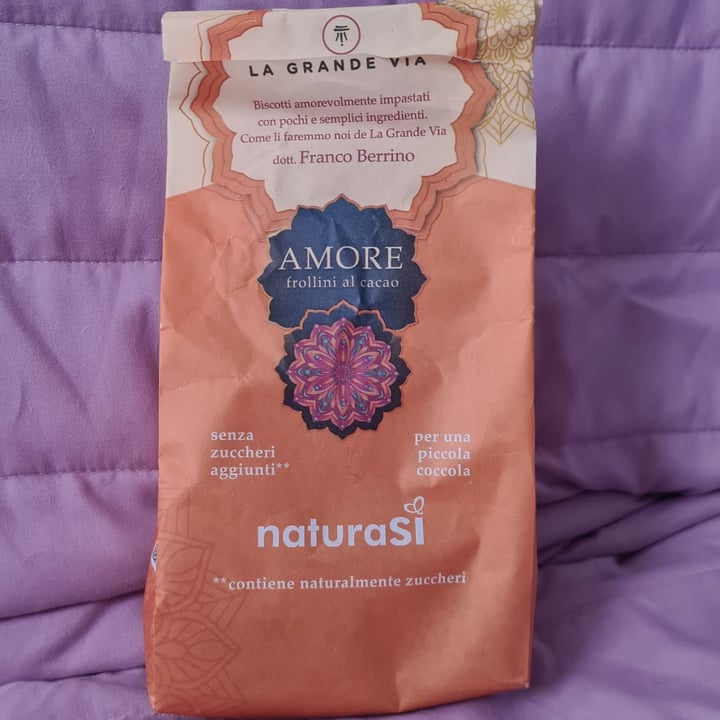 LA GRANDE VIA
Biscotti amorevolmente impastati
con pochi e semplici ingredienti.
Come li faremmo noi de La Grande Via
dott. Franco Berrino
AMORE
frollini al cacao
senza
zuccheri
aggiunti**
per una
piccola
coccola
naturaSì
**contiene naturalmente zuccheri